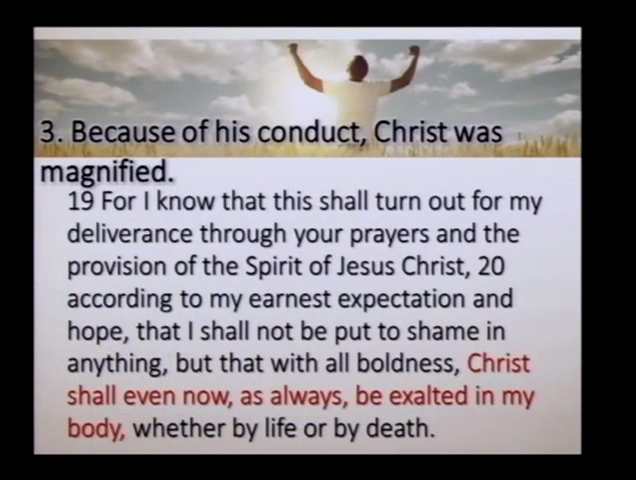 3. Because of his conduct, Christ was
magnified.
19 For I know that this shall turn out for my
deliverance through your prayers and the
provision of the Spirit of Jesus Christ, 20
according to my earnest expectation and
hope, that I shall not be put to shame in
anything, but that with all boldness, Christ
shall even now, as always, be exalted in my
body, whether by life or by death.